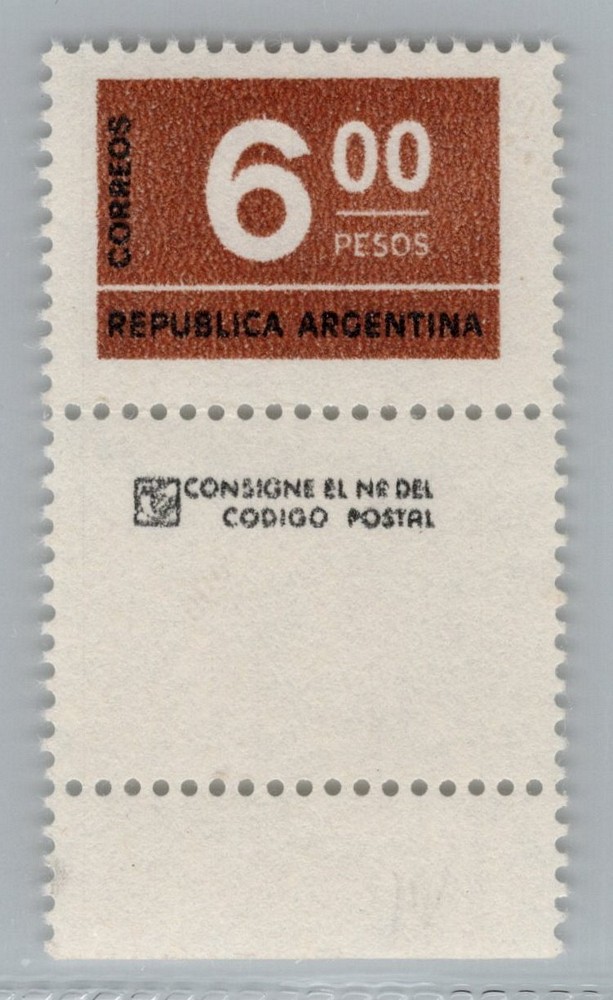 CORREOS
6 00
PESOS
REPUBLICA ARGENTINA
CONSIGNE EL Nº DEL
CODIGO POSTAL